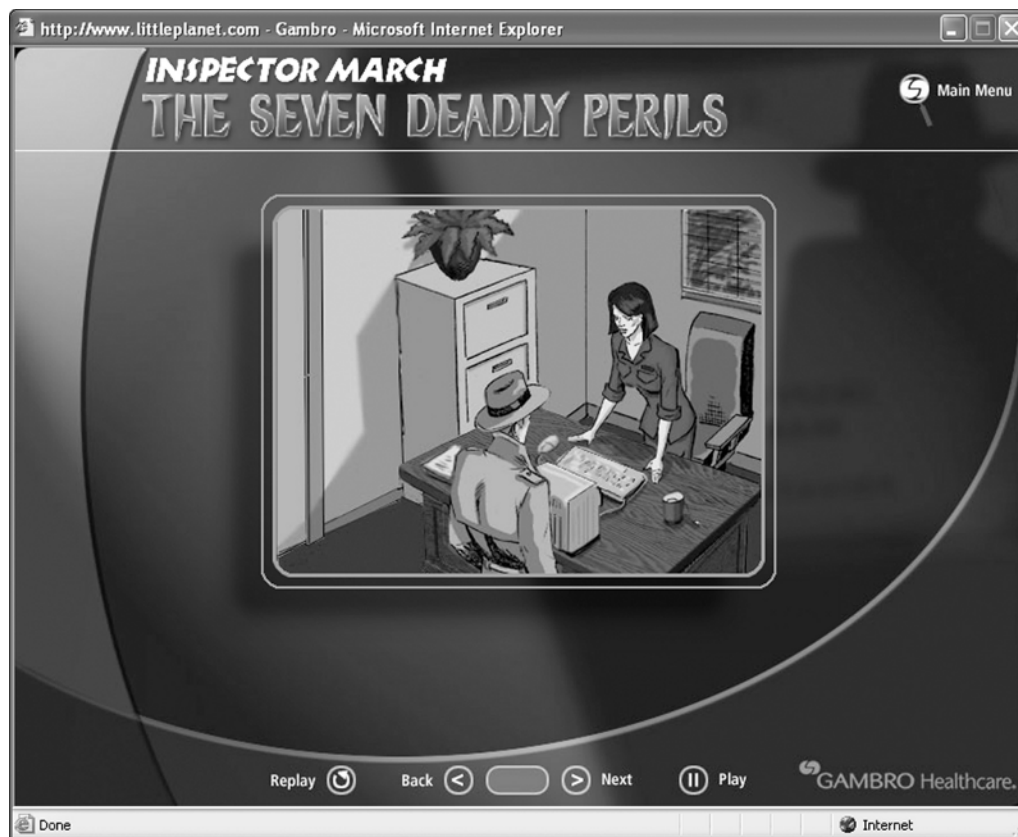 http://www.littleplanet.com - Gambro - Microsoft Internet Explorer
INSPECTOR MARCH
THE SEVEN DEADLY PERILS
Main Menu
Replay Back Next Play
GAMBRO Healthcare.
Done Internet